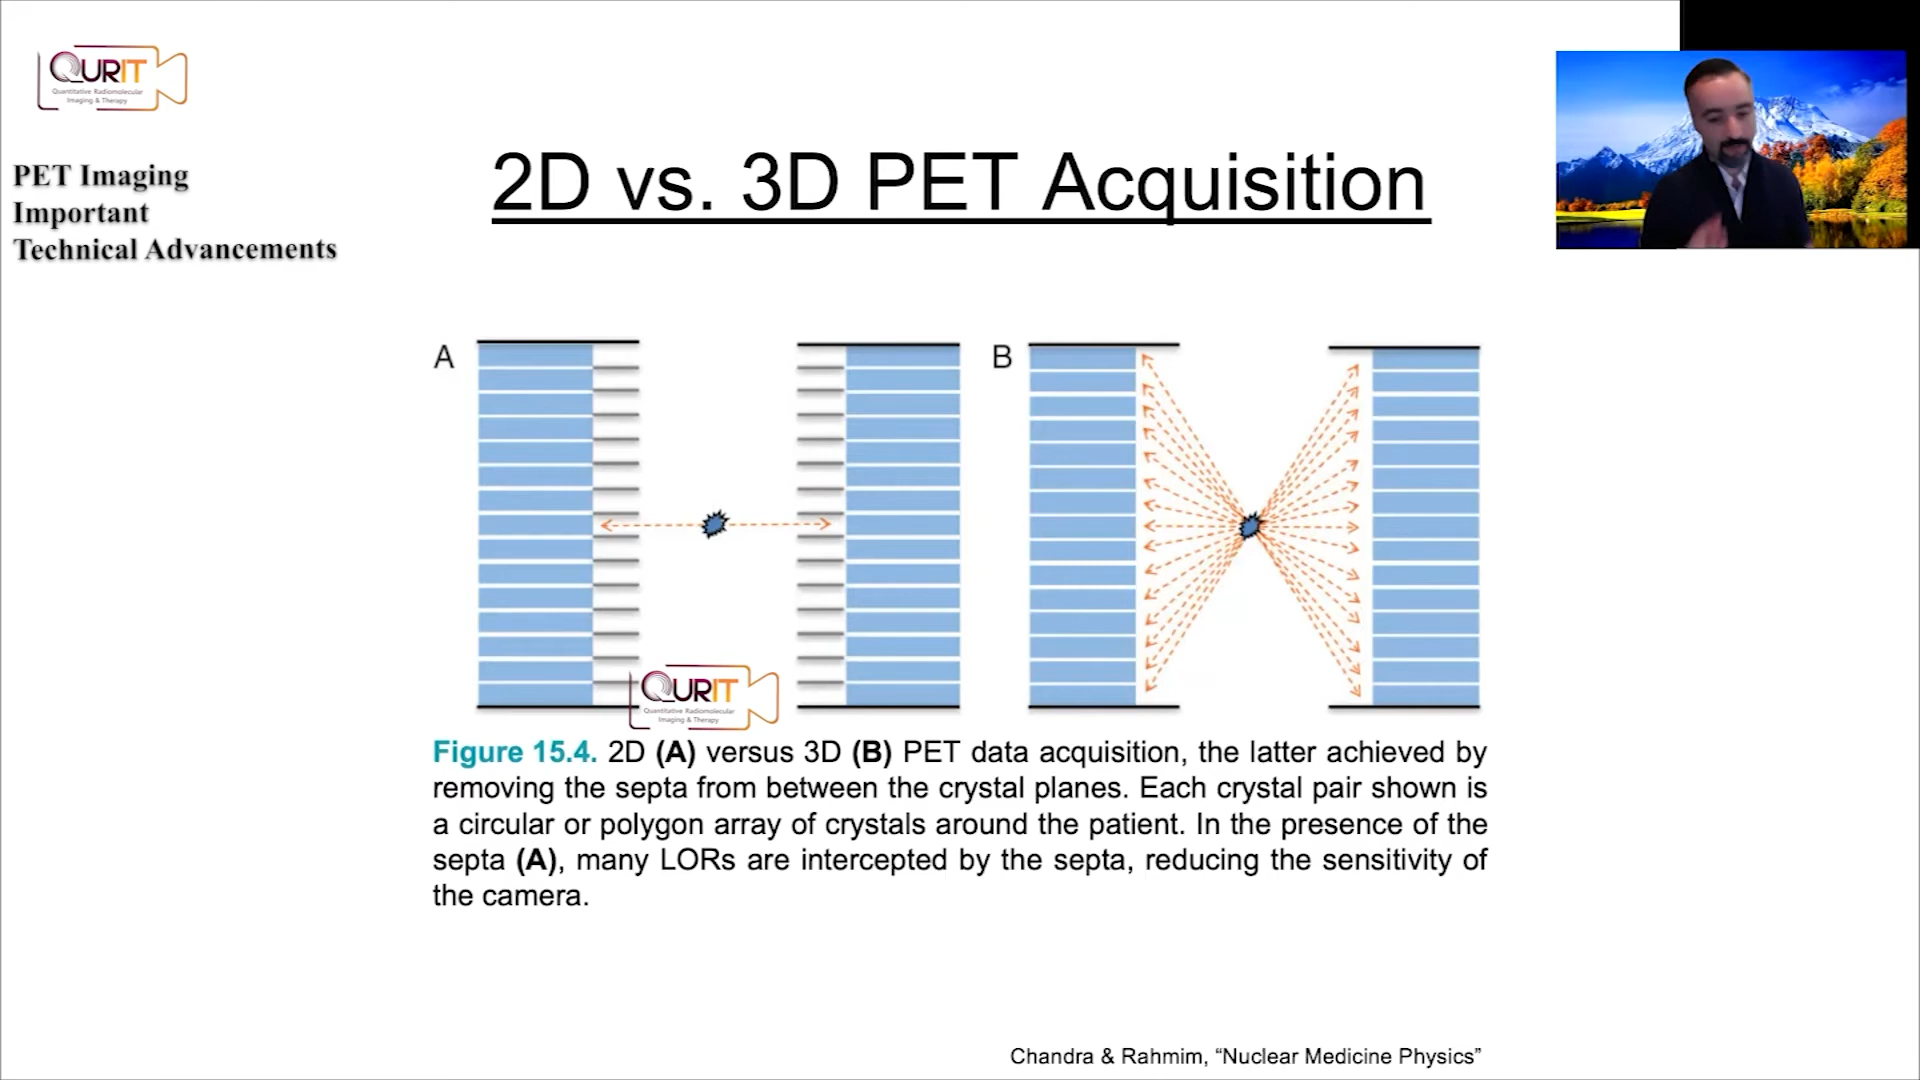 QURIT
Quantitative Radiomolecular
Imaging & Therapy
PET Imaging
Important
Technical Advancements
2D vs. 3D PET Acquisition
A
B
QURIT
Quantitative Radiomolecular
Imaging & Therapy
Figure 15.4. 2D (A) versus 3D (B) PET data acquisition, the latter achieved by
removing the septa from between the crystal planes. Each crystal pair shown is
a circular or polygon array of crystals around the patient. In the presence of the
septa (A), many LORs are intercepted by the septa, reducing the sensitivity of
the camera.
Chandra & Rahmim, “Nuclear Medicine Physics”